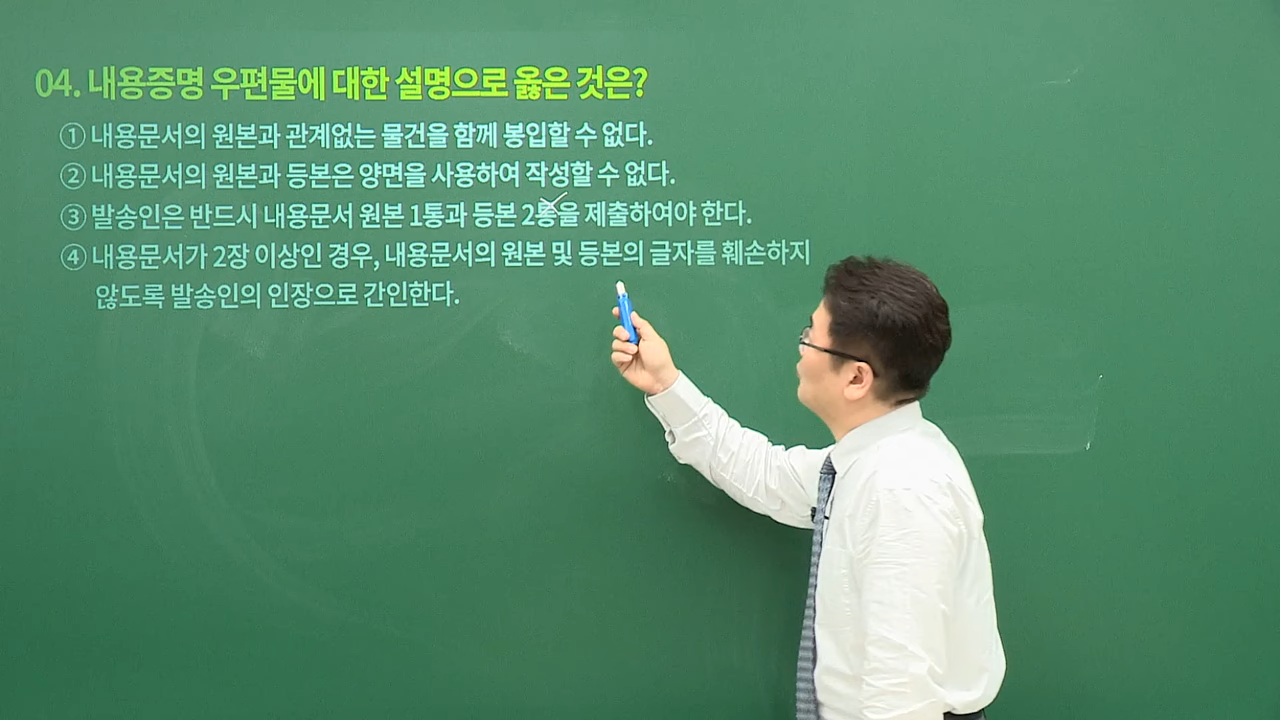 04. 내용증명 우편물에 대한 설명으로 옳은 것은?
① 내용문서의 원본과 관계없는 물건을 함께 봉입할 수 없다.
② 내용문서의 원본과 등본은 양면을 사용하여 작성할 수 없다.
③ 발송인은 반드시 내용문서 원본 1통과 등본 2통을 제출하여야 한다.
④ 내용문서가 2장 이상인 경우, 내용문서의 원본 및 등본의 글자를 훼손하지
않도록 발송인의 인장으로 간인한다.